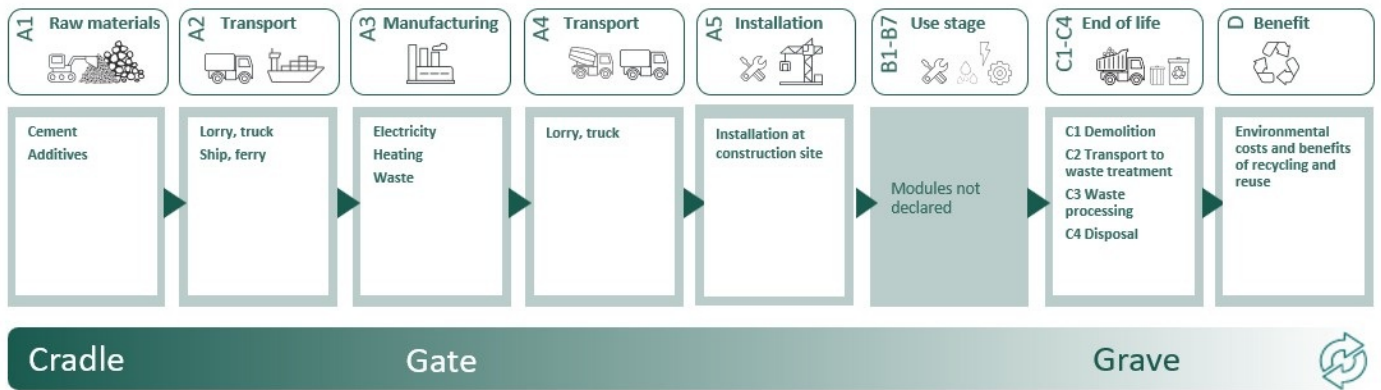 A1 Raw materials
A2 Transport
A3 Manufacturing
A4 Transport
A5 Installation
B1-B7 Use stage
C1-C4 End of life
D Benefit
Cement
Additives
Lorry, truck
Ship, ferry
Electricity
Heating
Waste
Lorry, truck
Installation at
construction site
Modules not
declared
C1 Demolition
C2 Transport to
waste treatment
C3 Waste
processing
C4 Disposal
Environmental
costs and benefits
of recycling and
reuse
Cradle
Gate
Grave